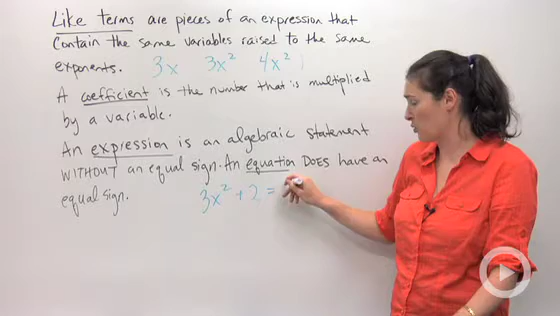 Like terms are pieces of an expression that
contain the same variables raised to the same
exponents. 3x 3x² 4x²
A coefficient is the number that is multiplied
by a variable.
An expression is an algebraic statement
WITHOUT an equal sign. An equation DOES have an
equal sign. 3x² + 2 =